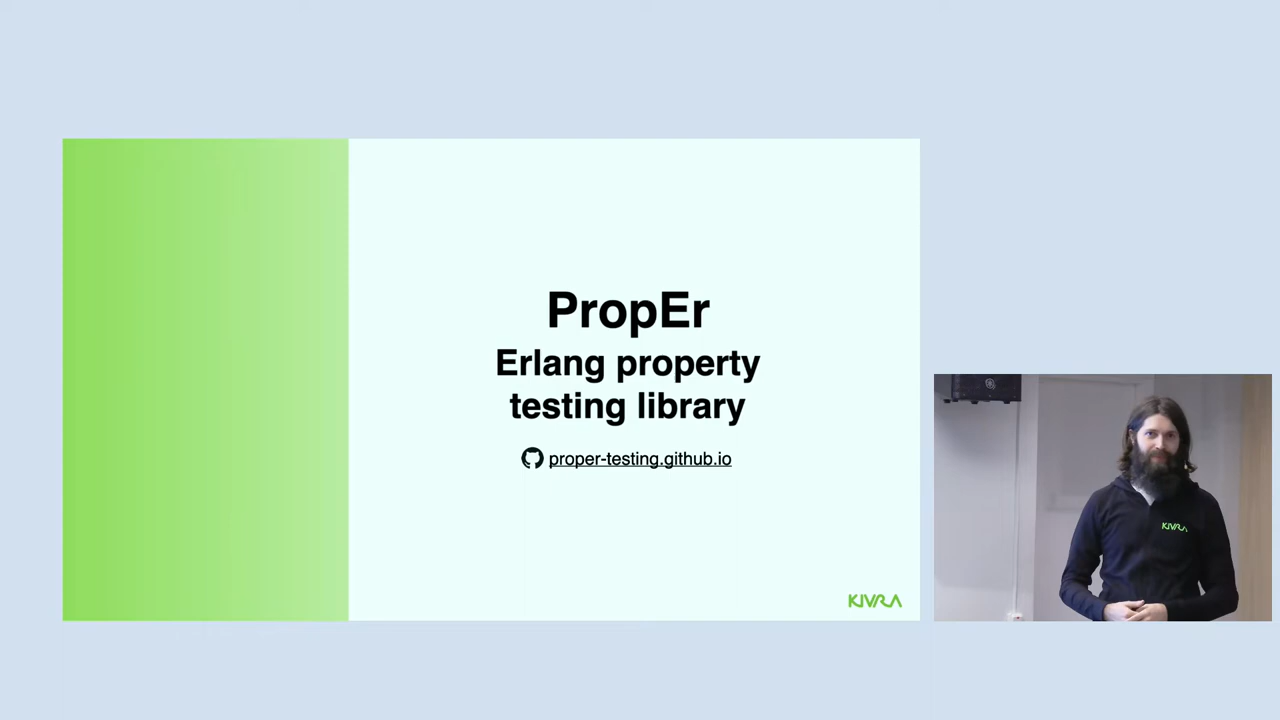 PropEr
Erlang property
testing library
proper-testing.github.io
KIVRA
KIVRA